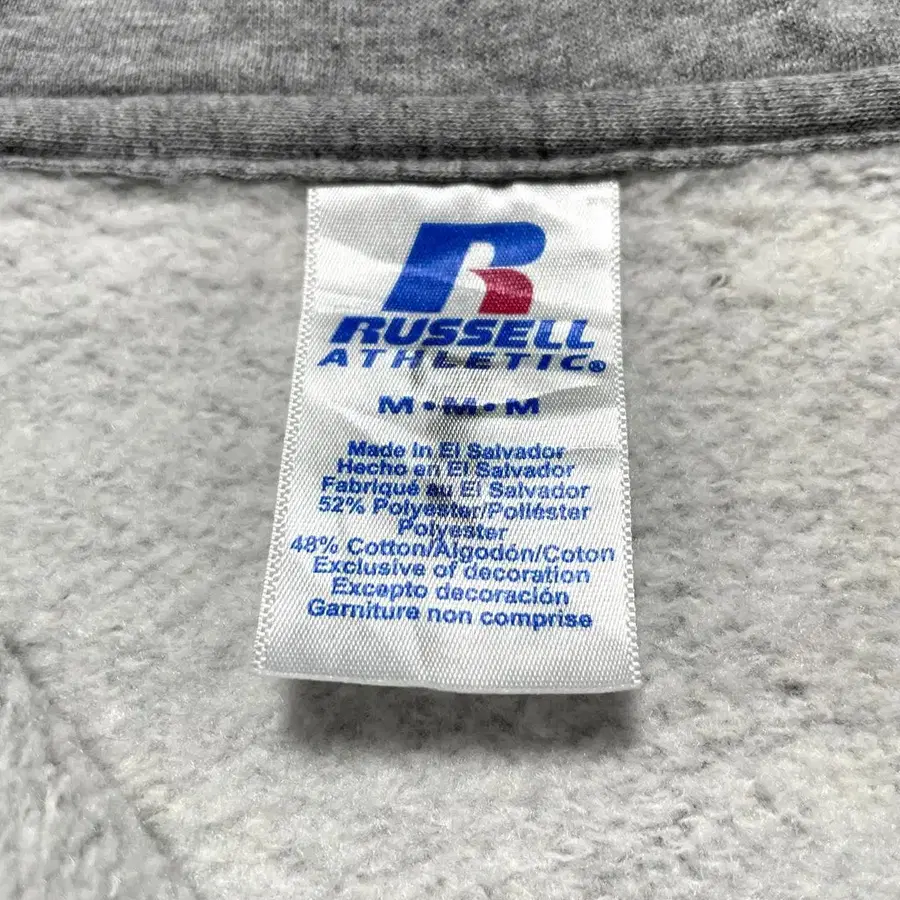 R
RUSSELL
ATHLETIC®
M • M • M
Made in El Salvador
Hecho en El Salvador
Fabriqué au El Salvador
52% Polyester/Poliéster
Polyester
48% Cotton/Algodón/Coton
Exclusive of decoration
Excepto decoración
Garniture non comprise